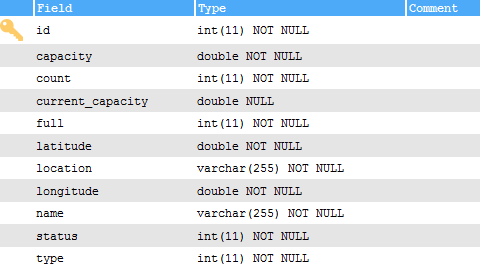 Field Type Comment
id int(11) NOT NULL
capacity double NOT NULL
count int(11) NOT NULL
current_capacity double NULL
full int(11) NOT NULL
latitude double NOT NULL
location varchar(255) NOT NULL
longitude double NOT NULL
name varchar(255) NOT NULL
status int(11) NOT NULL
type int(11) NOT NULL